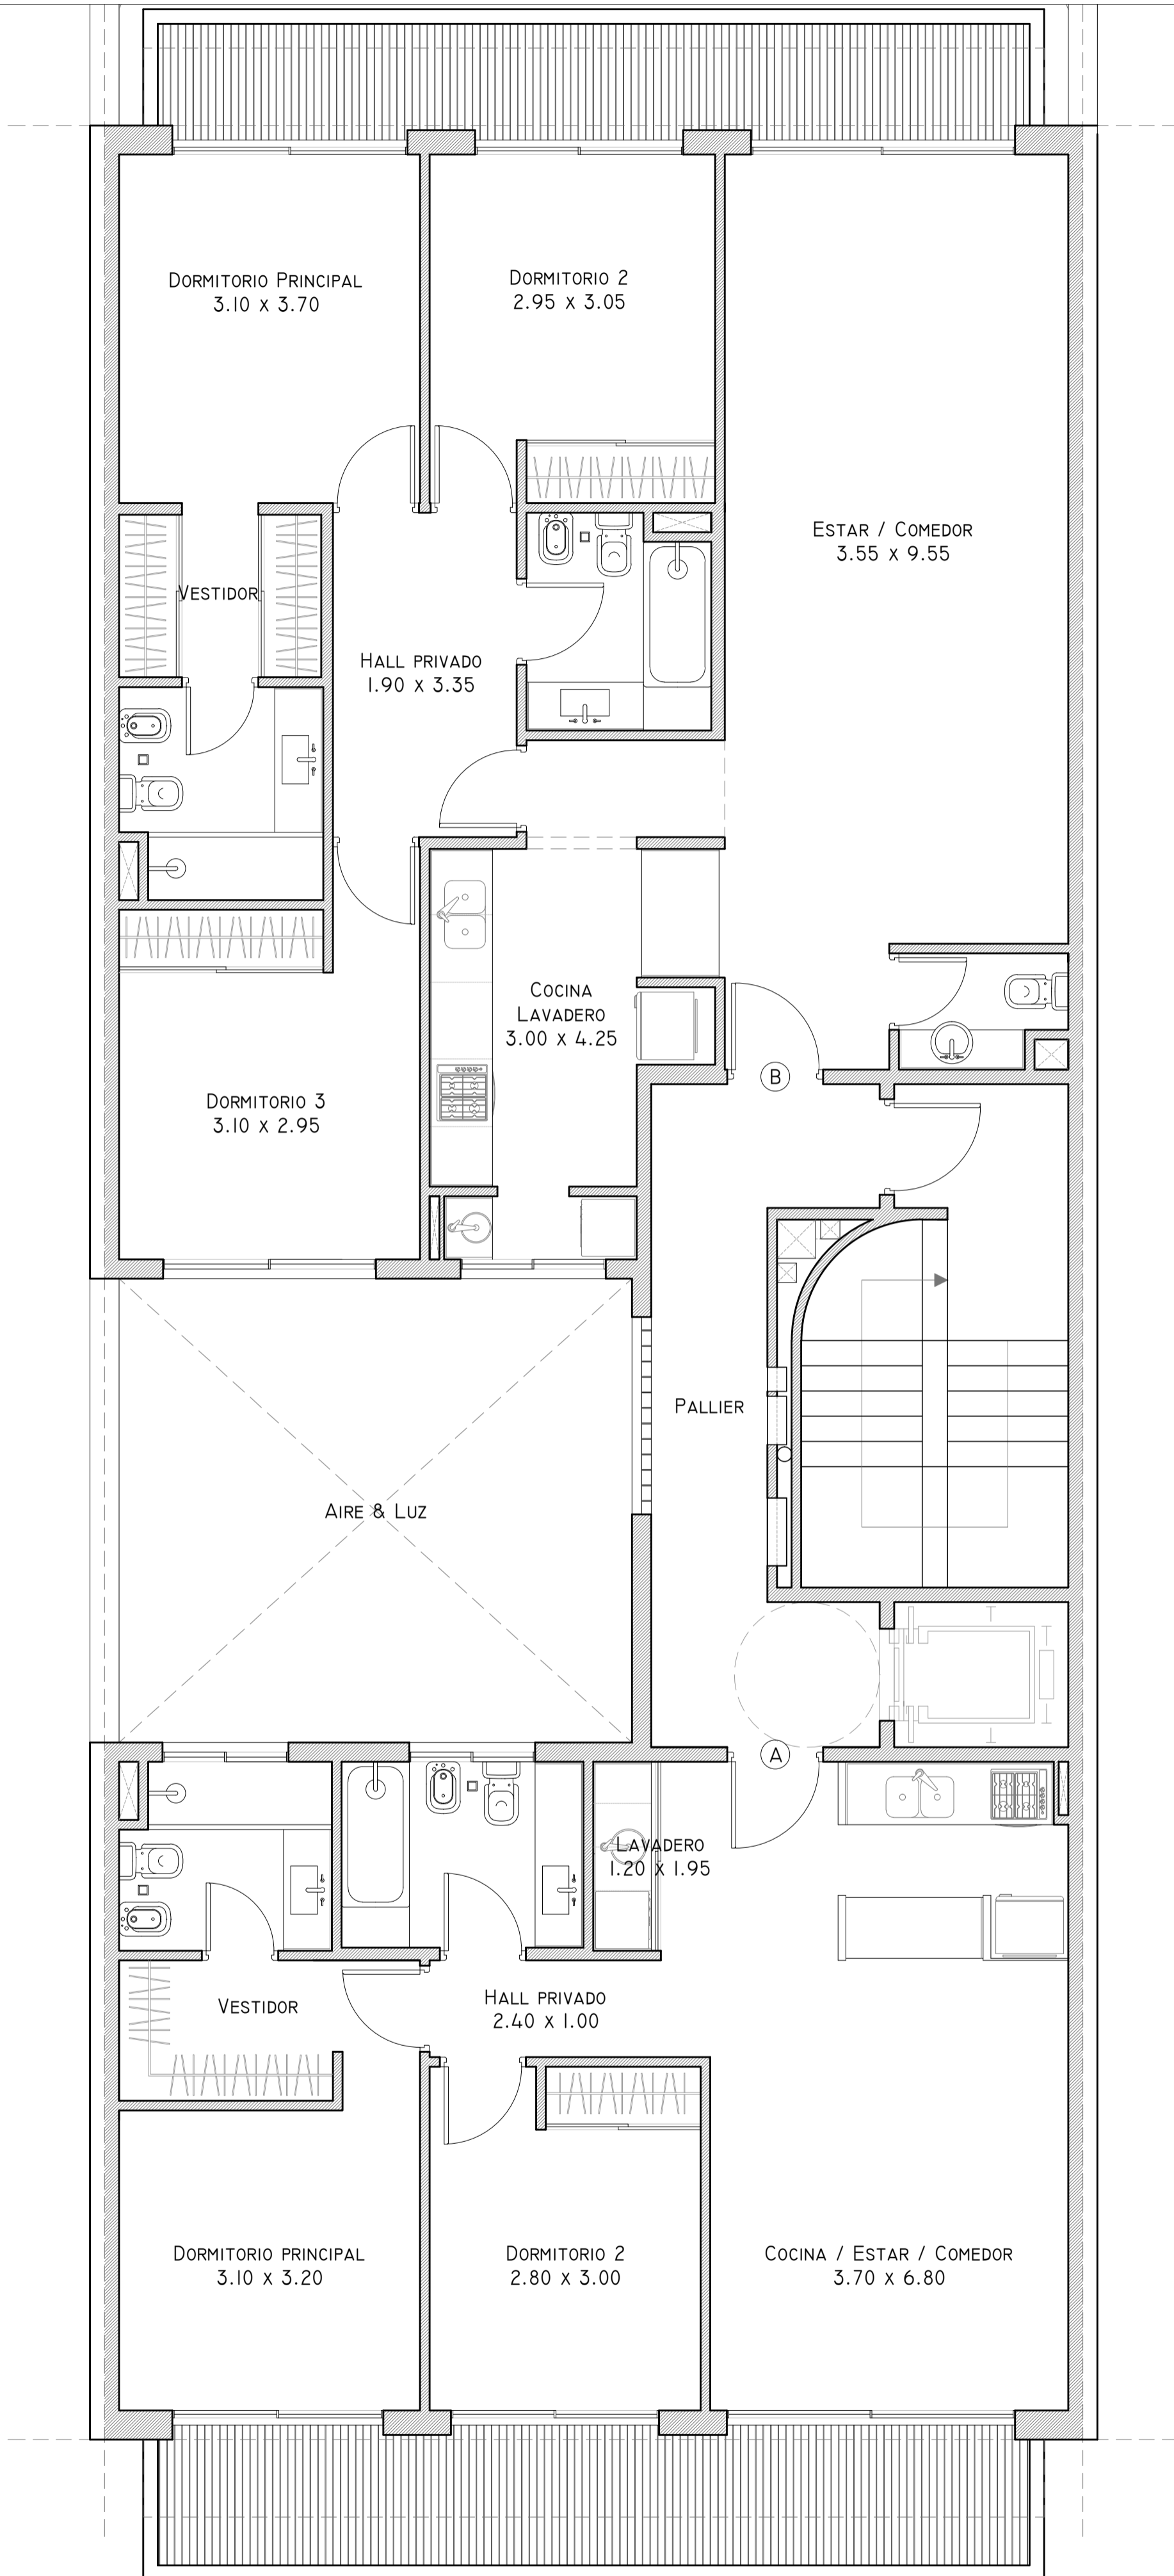 Dormitorio Principal
3.10 x 3.70
Dormitorio 2
2.95 x 3.05
Estar / Comedor
3.55 x 9.55
Vestidor
Hall privado
1.90 x 3.35
Cocina
Lavadero
3.00 x 4.25
B
Dormitorio 3
3.10 x 2.95
Pallier
Aire & Luz
A
Lavadero
1.20 x 1.95
Vestidor
Hall privado
2.40 x 1.00
Dormitorio principal
3.10 x 3.20
Dormitorio 2
2.80 x 3.00
Cocina / Estar / Comedor
3.70 x 6.80